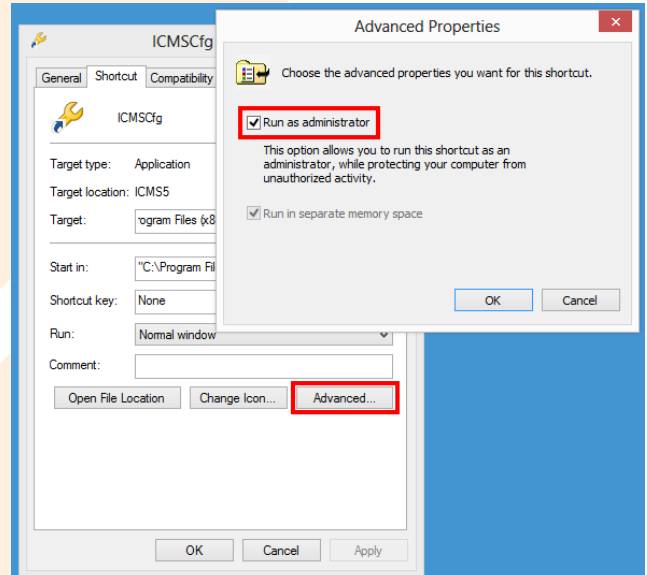 ICMSCfg
General Shortcut Compatibility
ICMSCfg
Target type: Application
Target location: ICMS5
Target: rogram Files (x8
Start in: "C:\Program Fil
Shortcut key: None
Run: Normal window
Comment:
Open File Location Change Icon... Advanced...
OK Cancel Apply
Advanced Properties
Choose the advanced properties you want for this shortcut.
Run as administrator
This option allows you to run this shortcut as an
administrator, while protecting your computer from
unauthorized activity.
Run in separate memory space
OK Cancel